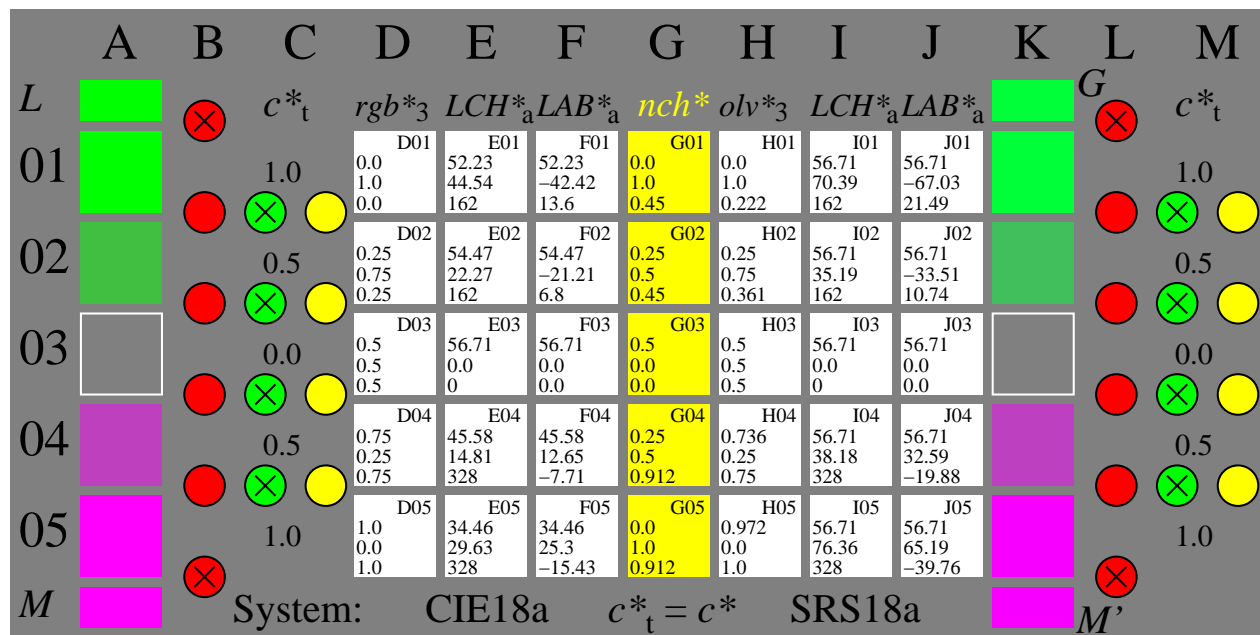 A B C D E F G H I J K L M
L c*t rgb*3 LCH*a LAB*a nch* olv*3 LCH*a LAB*a G c*t
01 1.0 D01 E01 F01 G01 H01 I01 J01 1.0
0.0 52.23 52.23 0.0 0.0 56.71 56.71
1.0 44.54 −42.42 1.0 1.0 70.39 −67.03
0.0 162 13.6 0.45 0.222 162 21.49
02 0.5 D02 E02 F02 G02 H02 I02 J02 0.5
0.25 54.47 54.47 0.25 0.25 56.71 56.71
0.75 22.27 −21.21 0.5 0.75 35.19 −33.51
0.25 162 6.8 0.45 0.361 162 10.74
03 0.0 D03 E03 F03 G03 H03 I03 J03 0.0
0.5 56.71 56.71 0.5 0.5 56.71 56.71
0.5 0.0 0.0 0.0 0.5 0.0 0.0
0.5 0 0.0 0.0 0.5 0 0.0
04 0.5 D04 E04 F04 G04 H04 I04 J04 0.5
0.75 45.58 45.58 0.25 0.736 56.71 56.71
0.25 14.81 12.65 0.5 0.25 38.18 32.59
0.75 328 −7.71 0.912 0.75 328 −19.88
05 1.0 D05 E05 F05 G05 H05 I05 J05 1.0
1.0 34.46 34.46 0.0 0.972 56.71 56.71
0.0 29.63 25.3 1.0 0.0 76.36 65.19
1.0 328 −15.43 0.912 1.0 328 −39.76
M System: CIE18a c*t = c* SRS18a M’